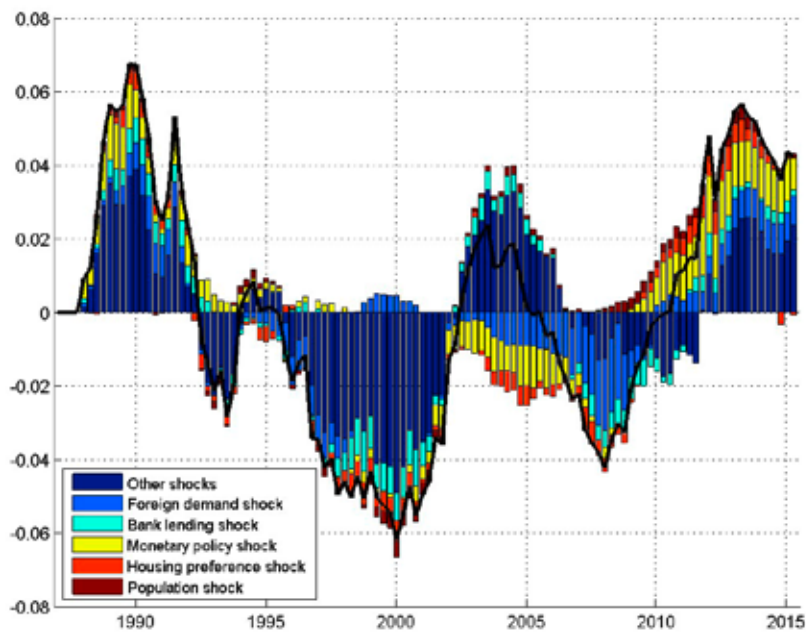 0.08
0.06
0.04
0.02
0
-0.02
-0.04
-0.06
-0.08
Other shocks
Foreign demand shock
Bank lending shock
Monetary policy shock
Housing preference shock
Population shock
1990 1995 2000 2005 2010 2015